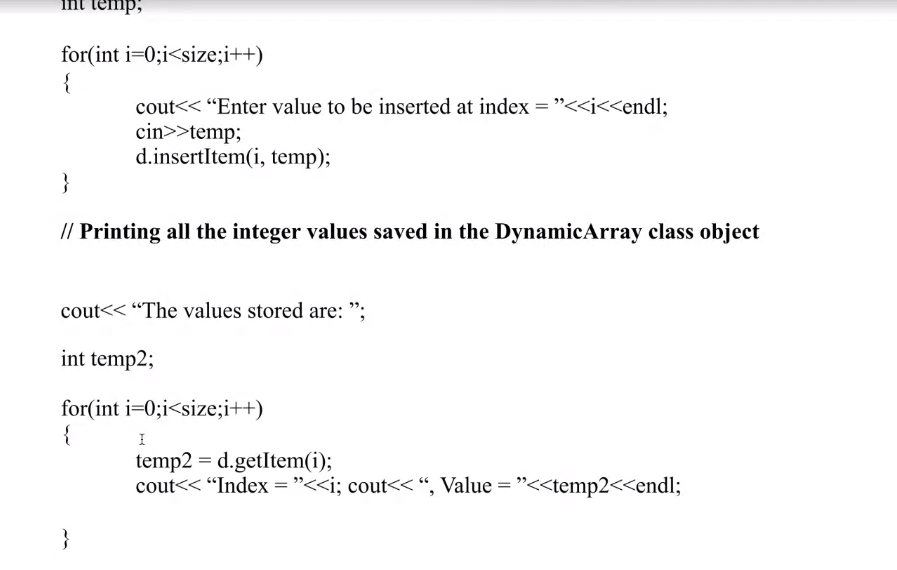 int temp;
for(int i=0;i<size;i++)
{
cout<< “Enter value to be inserted at index = ”<<i<<endl;
cin>>temp;
d.insertItem(i, temp);
}
// Printing all the integer values saved in the DynamicArray class object
cout<< “The values stored are: ”;
int temp2;
for(int i=0;i<size;i++)
{
temp2 = d.getItem(i);
cout<< “Index = ”<<i; cout<< “, Value = ”<<temp2<<endl;
}